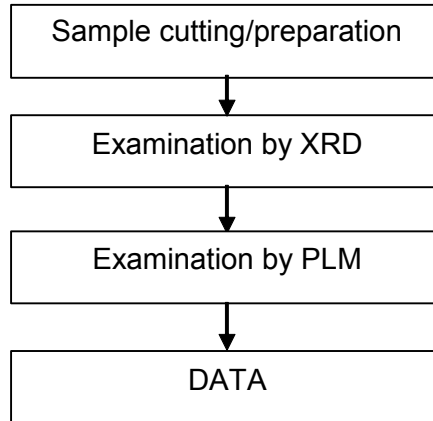 Sample cutting/preparation
Examination by XRD
Examination by PLM
DATA